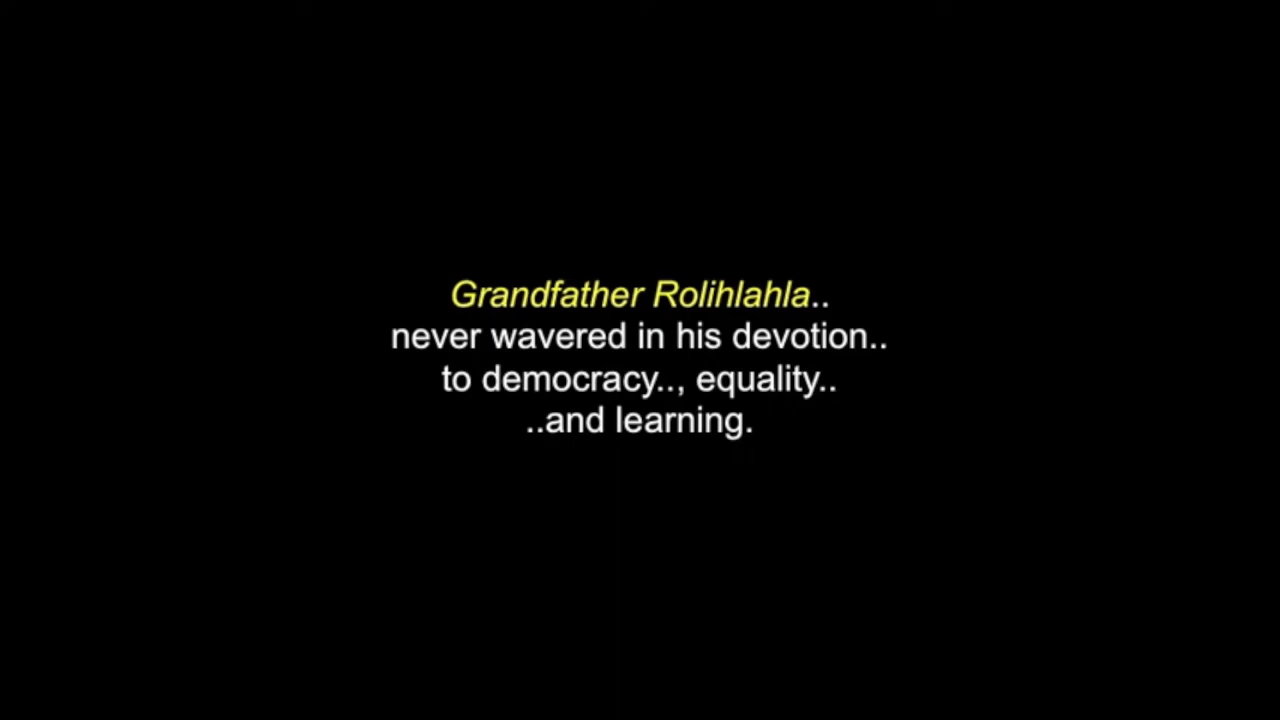 Grandfather Rolihlahla..
never wavered in his devotion..
to democracy.., equality..
..and learning.